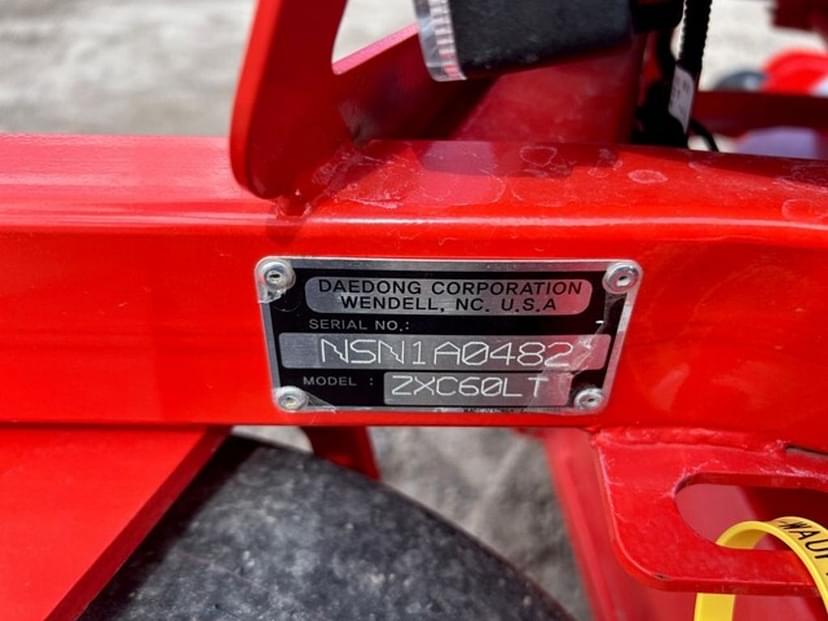 DAEDONG CORPORATION
WENDELL, NC. U.S.A
SERIAL NO.:
NSN1A0482
MODEL :
ZXC60LT